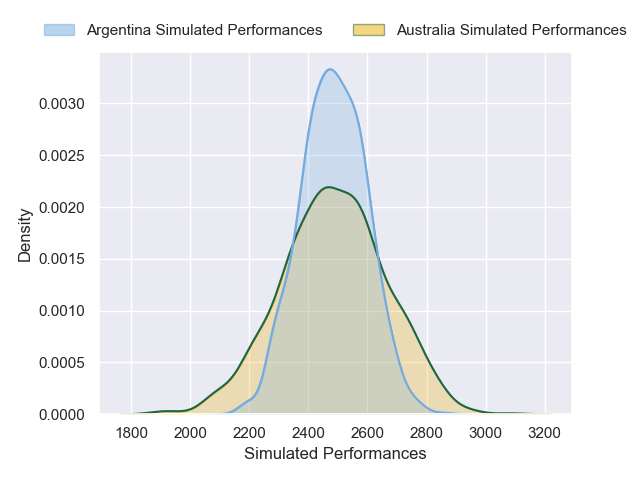 Argentina Simulated Performances Australia Simulated Performances
0.0030
0.0025
0.0020
0.0015
0.0010
0.0005
0.0000
Density
1800 2000 2200 2400 2600 2800 3000 3200
Simulated Performances